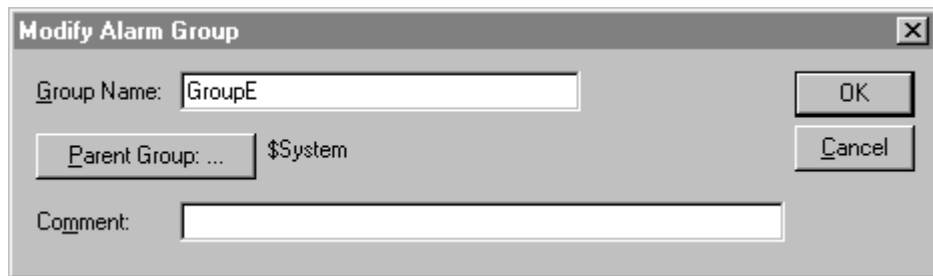 Modify Alarm Group
Group Name: GroupE
OK
Parent Group: ... $System
Cancel
Comment: